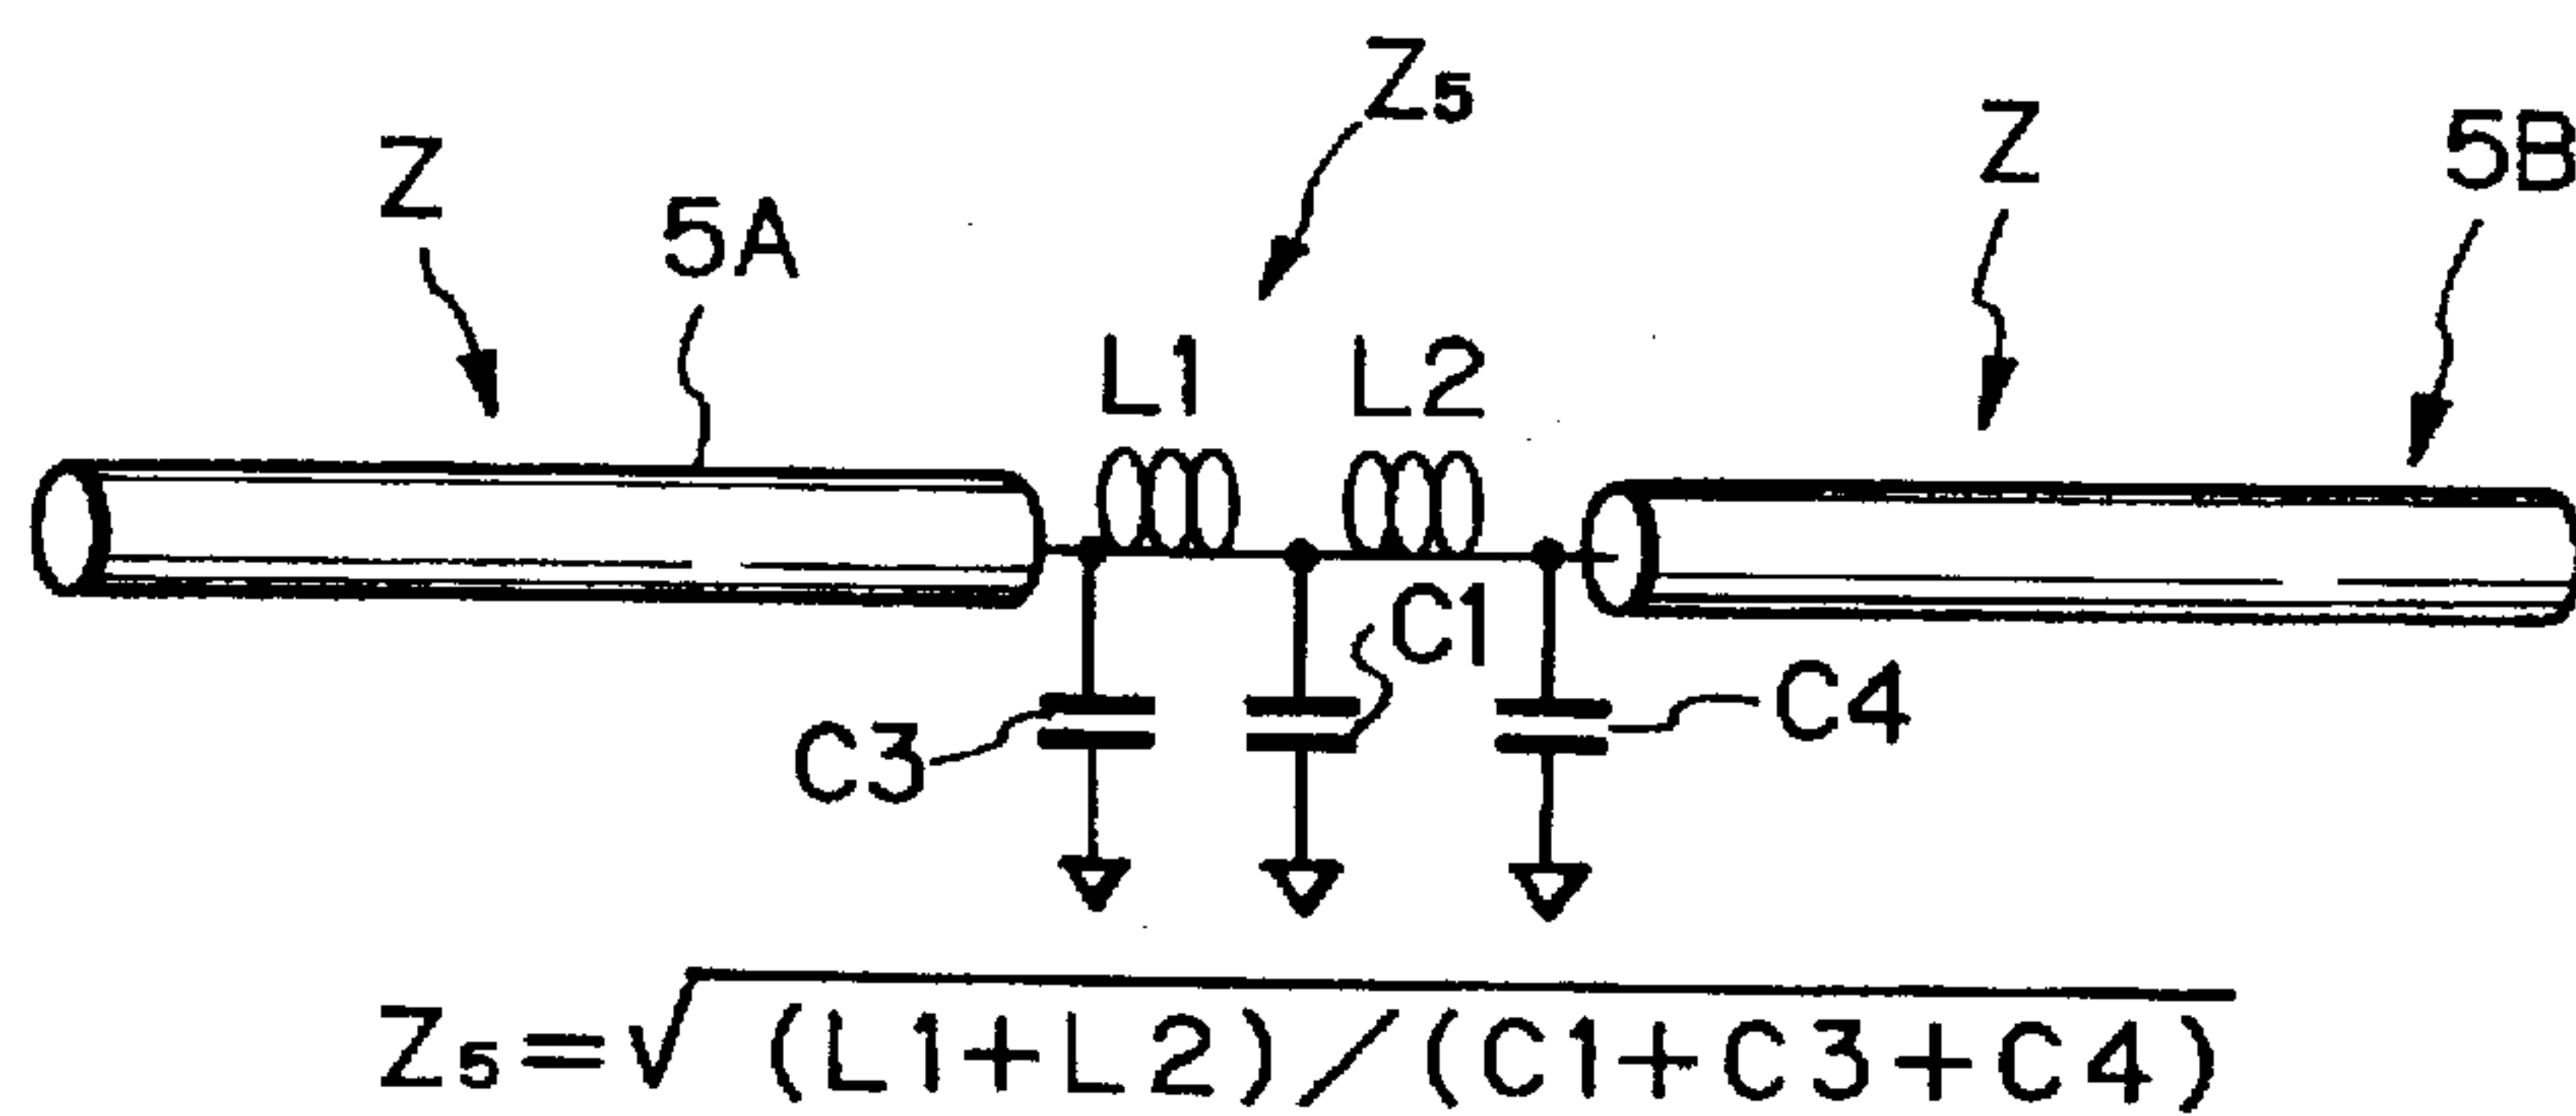 Z5
Z
Z
5B
5A
L1
L2
C1
C4
C3
Z5=√(L1+L2)/(C1+C3+C4)